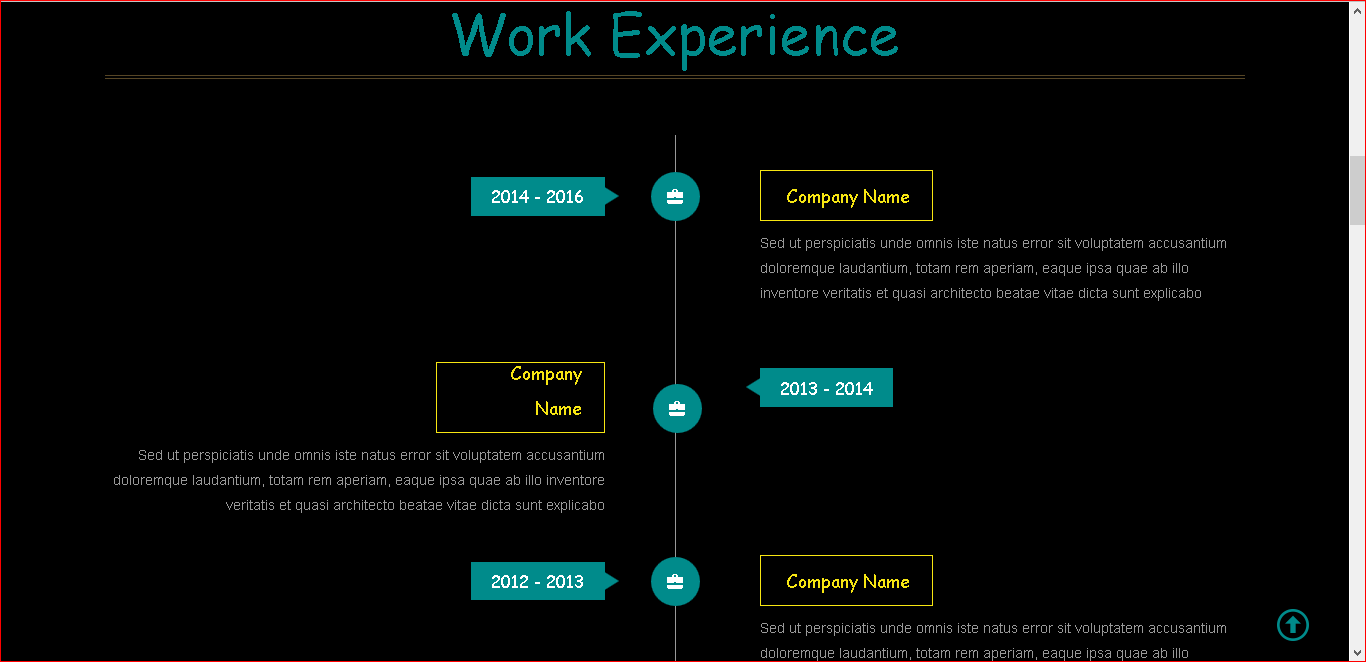 Work Experience
2014 - 2016
Company Name
Sed ut perspiciatis unde omnis iste natus error sit voluptatem accusantium
doloremque laudantium, totam rem aperiam, eaque ipsa quae ab illo
inventore veritatis et quasi architecto beatae vitae dicta sunt explicabo
Company
Name
2013 - 2014
Sed ut perspiciatis unde omnis iste natus error sit voluptatem accusantium
doloremque laudantium, totam rem aperiam, eaque ipsa quae ab illo inventore
veritatis et quasi architecto beatae vitae dicta sunt explicabo
2012 - 2013
Company Name
Sed ut perspiciatis unde omnis iste natus error sit voluptatem accusantium
doloremque laudantium, totam rem aperiam, eaque ipsa quae ab illo